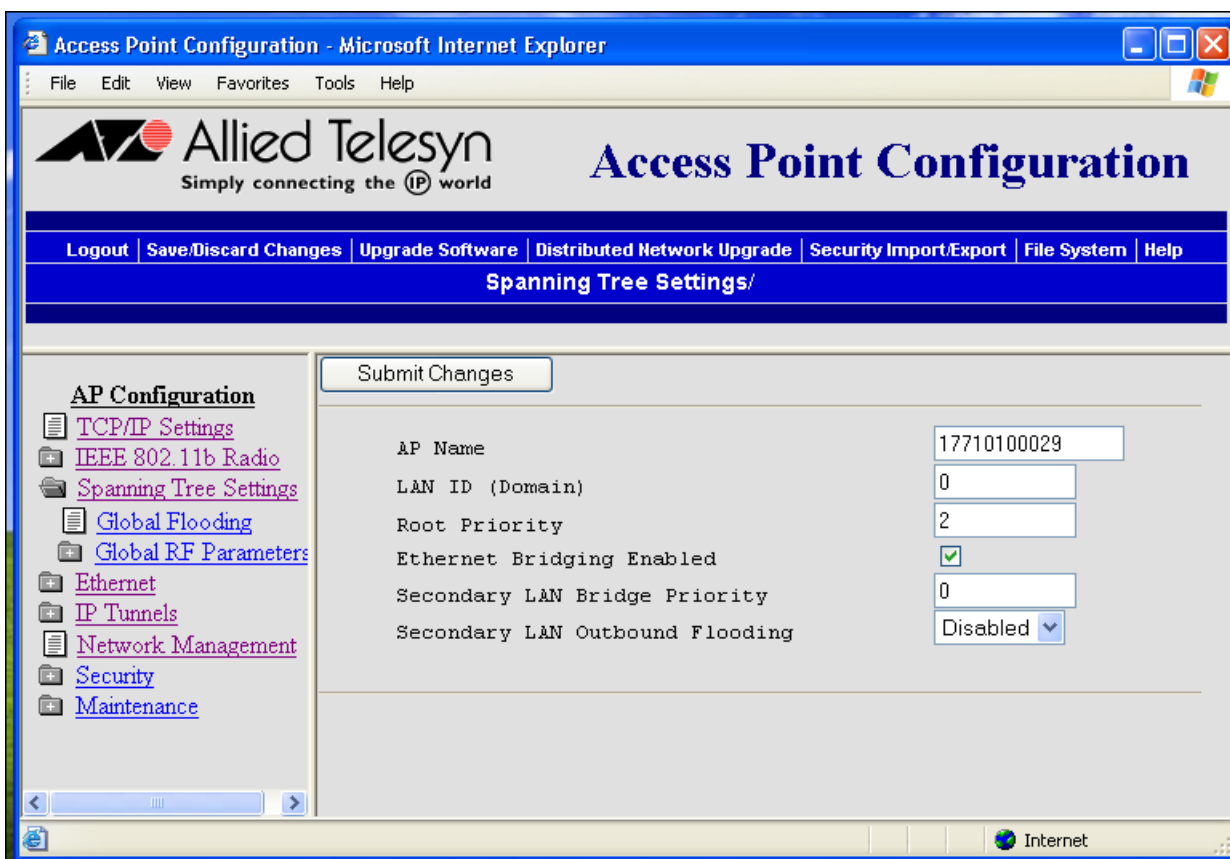 Access Point Configuration - Microsoft Internet Explorer
File Edit View Favorites Tools Help
Allied Telesyn
Simply connecting the IP world
Access Point Configuration
Logout | Save/Discard Changes | Upgrade Software | Distributed Network Upgrade | Security Import/Export | File System | Help
Spanning Tree Settings/
AP Configuration
TCP/IP Settings
IEEE 802.11b Radio
Spanning Tree Settings
Global Flooding
Global RF Parameters
Ethernet
IP Tunnels
Network Management
Security
Maintenance
Submit Changes
AP Name 17710100029
LAN ID (Domain) 0
Root Priority 2
Ethernet Bridging Enabled
Secondary LAN Bridge Priority 0
Secondary LAN Outbound Flooding Disabled
Internet